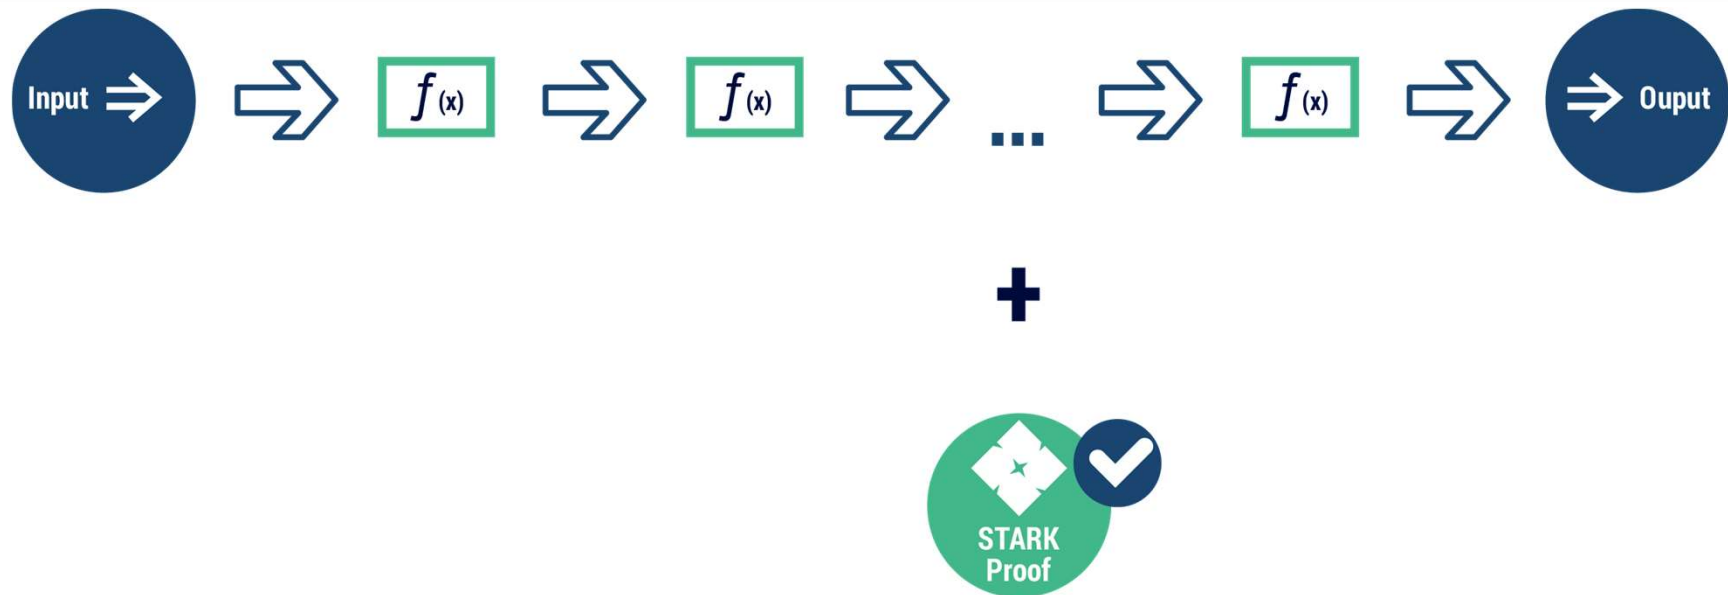 Input
f(x)
f(x)
...
f(x)
Ouput
+
STARK
Proof